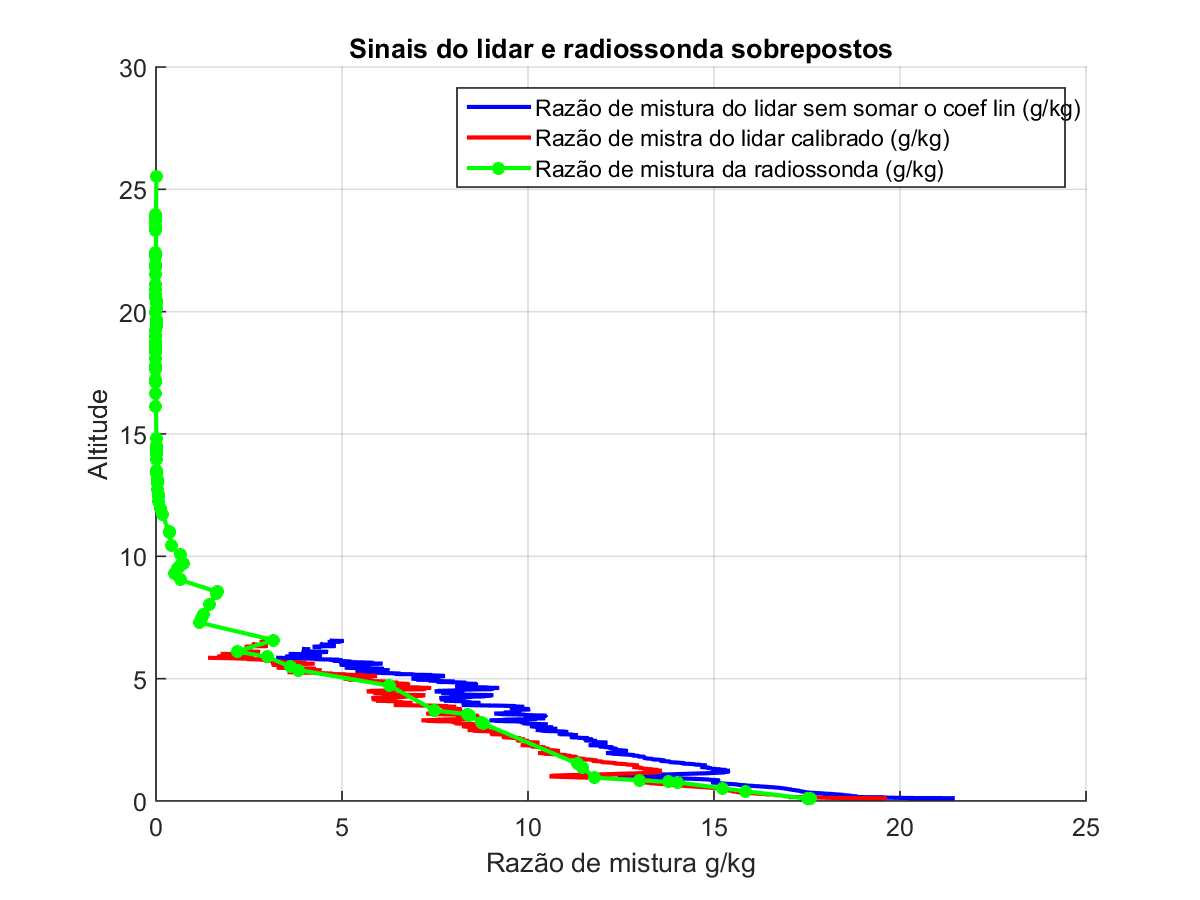 Sinais do lidar e radiossonda sobrepostos
Razão de mistura do lidar sem somar o coef lin (g/kg)
Razão de mistra do lidar calibrado (g/kg)
Razão de mistura da radiossonda (g/kg)
30
25
20
15
10
5
0
Altitude
0 5 10 15 20 25
Razão de mistura g/kg